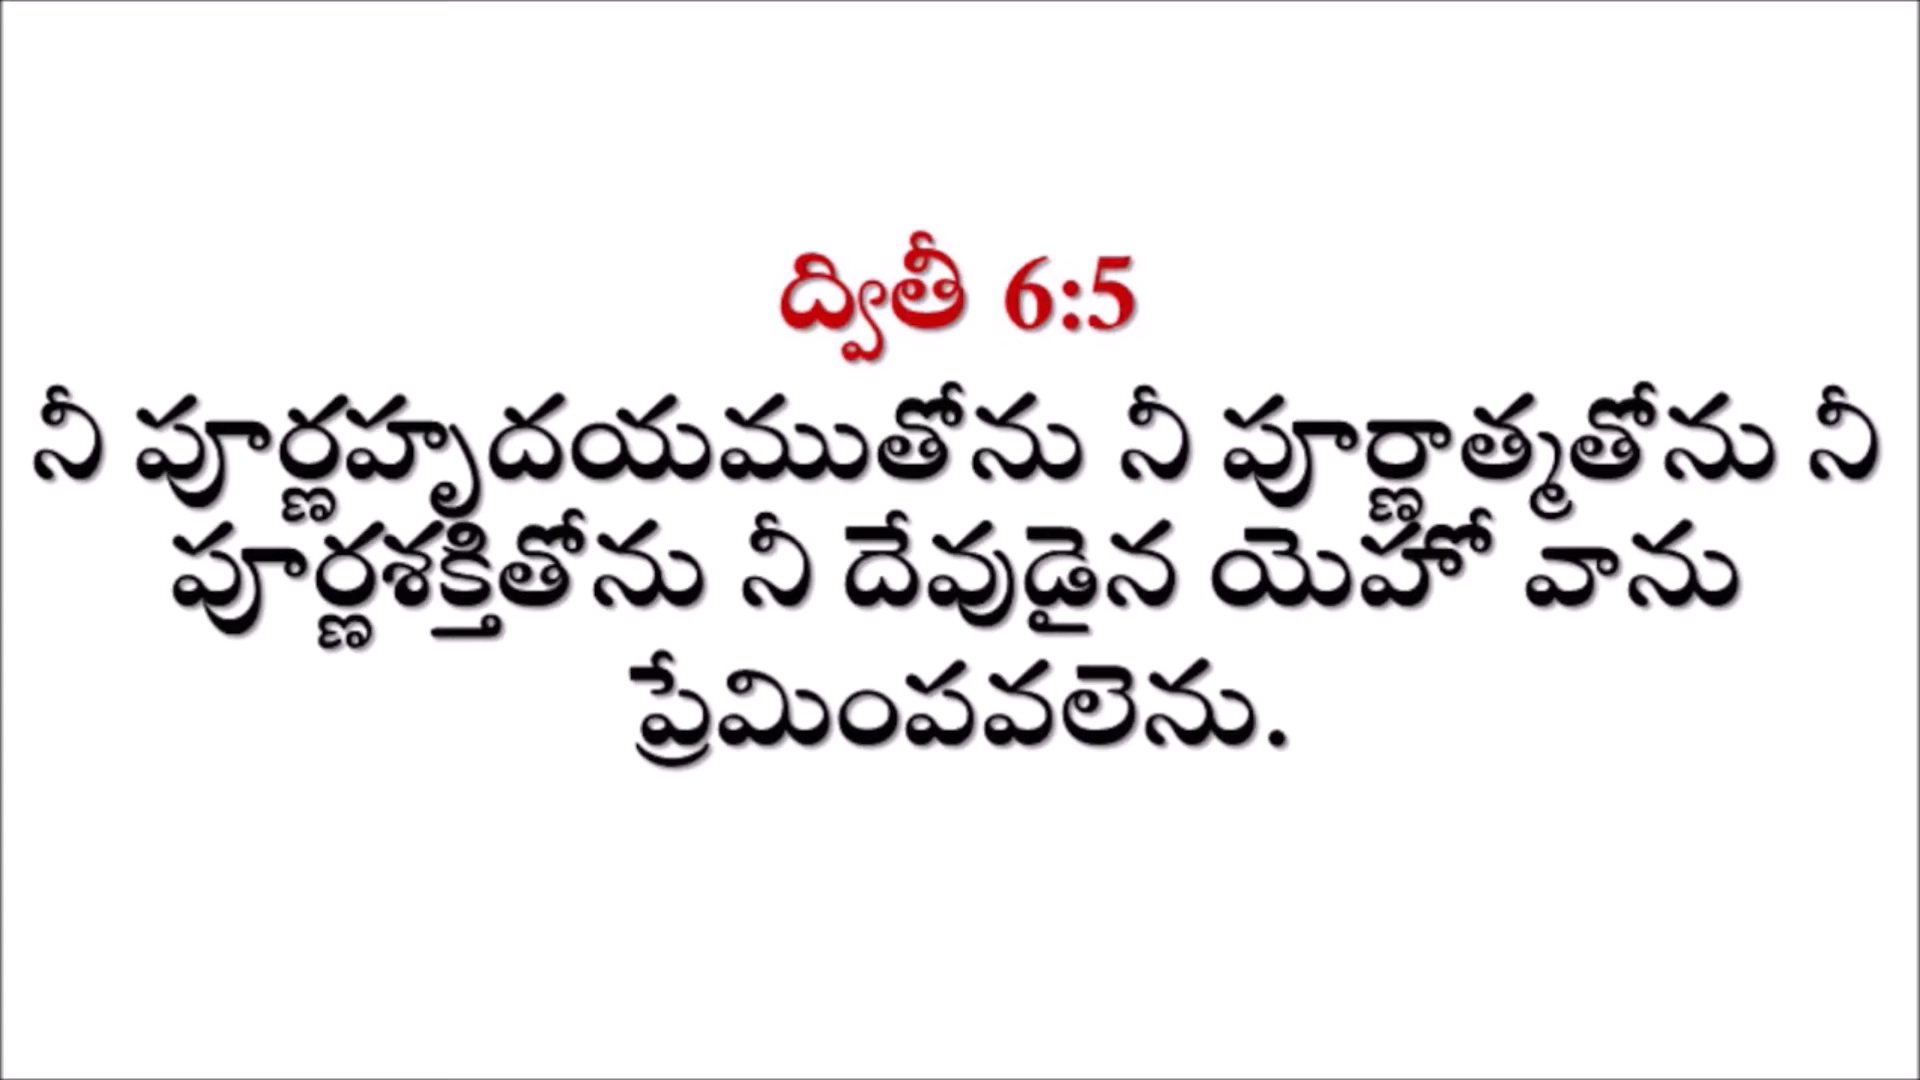 ద్వితీ 6:5
నీ పూర్ణహృదయముతోను నీ పూర్ణాత్మతోను నీ
పూర్ణశక్తితోను నీ దేవుడైన యెహో వాను
ప్రేమింపవలెను.